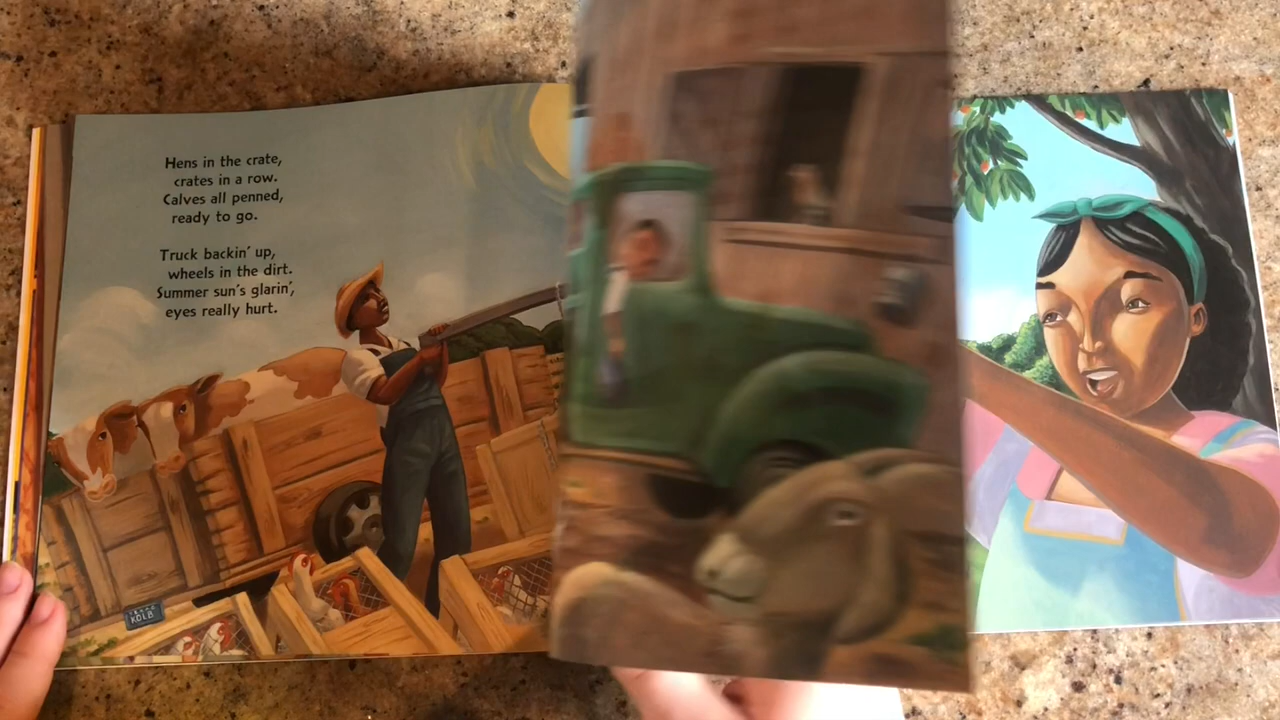 Hens in the crate,
crates in a row.
Calves all penned,
ready to go.
Truck backin' up,
wheels in the dirt.
Summer sun's glarin',
eyes really hurt.
KOLB